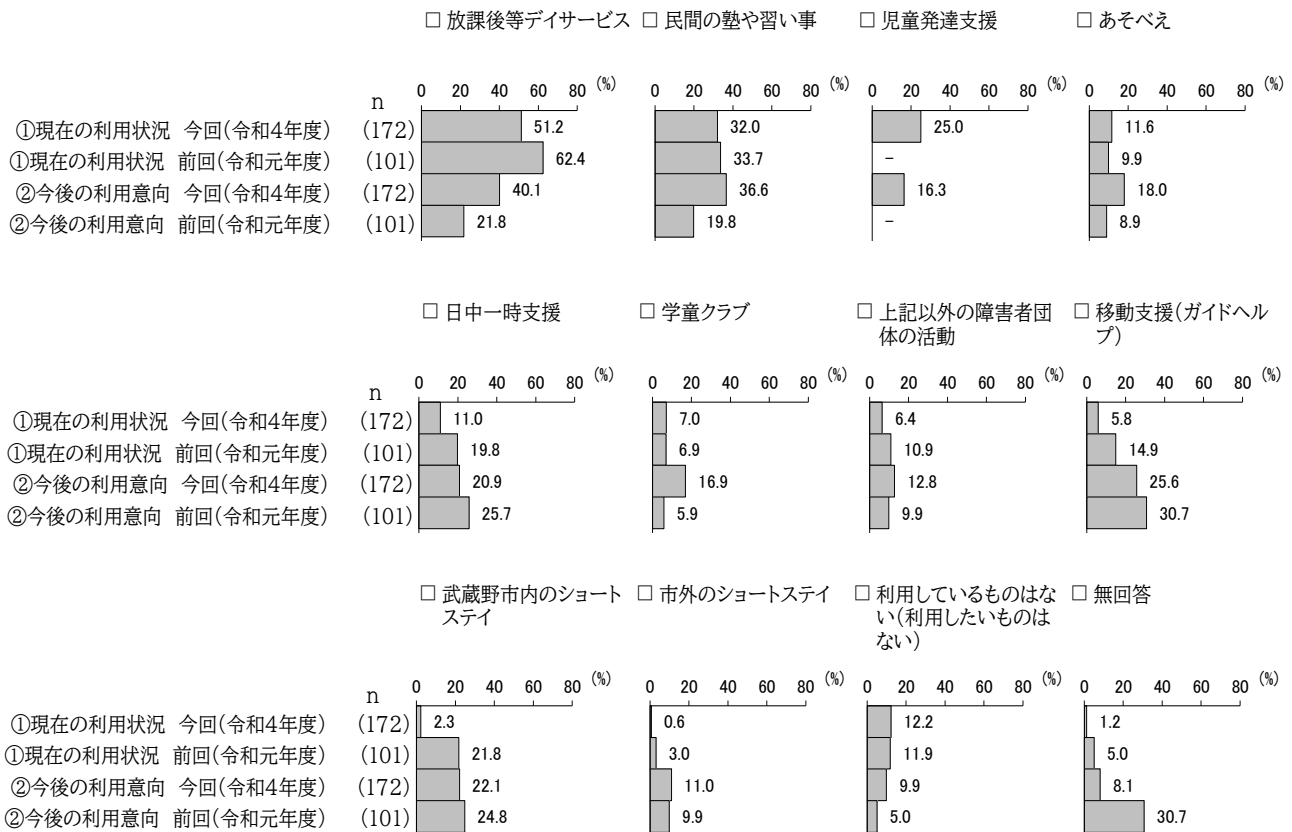 □ 放課後等デイサービス □ 民間の塾や習い事 □ 児童発達支援 □ あそべえ
0 20 40 60 80 (%) 0 20 40 60 80 (%) 0 20 40 60 80 (%) 0 20 40 60 80 (%)
n
①現在の利用状況 今回(令和4年度) (172) 51.2 32.0 25.0 11.6
①現在の利用状況 前回(令和元年度) (101) 62.4 33.7 - 9.9
②今後の利用意向 今回(令和4年度) (172) 40.1 36.6 16.3 18.0
②今後の利用意向 前回(令和元年度) (101) 21.8 19.8 - 8.9
□ 日中一時支援 □ 学童クラブ □ 上記以外の障害者団 □ 移動支援(ガイドヘル
体の活動 プ)
0 20 40 60 80 (%) 0 20 40 60 80 (%) 0 20 40 60 80 (%) 0 20 40 60 80 (%)
n
①現在の利用状況 今回(令和4年度) (172) 11.0 7.0 6.4 5.8
①現在の利用状況 前回(令和元年度) (101) 19.8 6.9 10.9 14.9
②今後の利用意向 今回(令和4年度) (172) 20.9 16.9 12.8 25.6
②今後の利用意向 前回(令和元年度) (101) 25.7 5.9 9.9 30.7
□ 武蔵野市内のショート □ 市外のショートステイ □ 利用しているものはな □ 無回答
ステイ い(利用したいものは
ない)
0 20 40 60 80 (%) 0 20 40 60 80 (%) 0 20 40 60 80 (%) 0 20 40 60 80 (%)
n
①現在の利用状況 今回(令和4年度) (172) 2.3 0.6 12.2 1.2
①現在の利用状況 前回(令和元年度) (101) 21.8 3.0 11.9 5.0
②今後の利用意向 今回(令和4年度) (172) 22.1 11.0 9.9 8.1
②今後の利用意向 前回(令和元年度) (101) 24.8 9.9 5.0 30.7